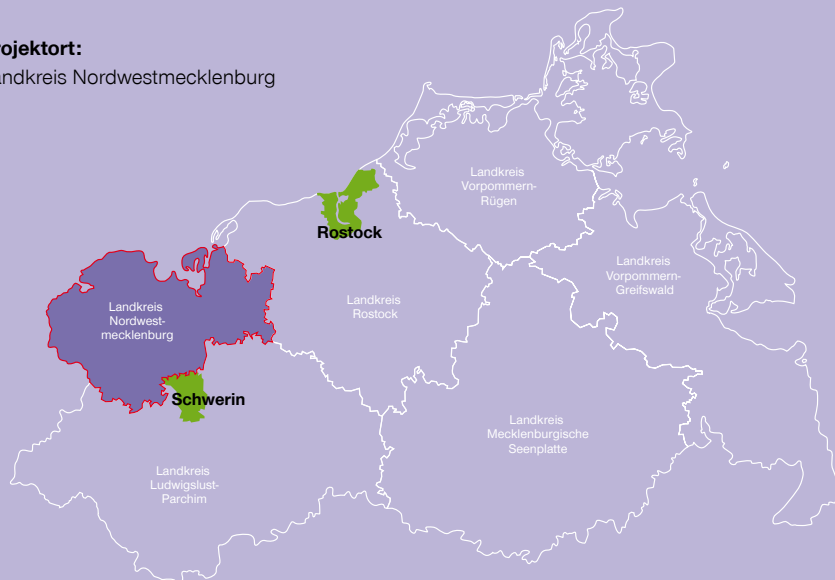 rojektort:
andkreis Nordwestmecklenburg
Landkreis
Vorpommern-
Rügen
Rostock
Landkreis
Vorpommern-
Greifswald
Landkreis
Nordwest-
mecklenburg
Landkreis
Rostock
Schwerin
Landkreis
Mecklenburgische
Seenplatte
Landkreis
Ludwigslust-
Parchim